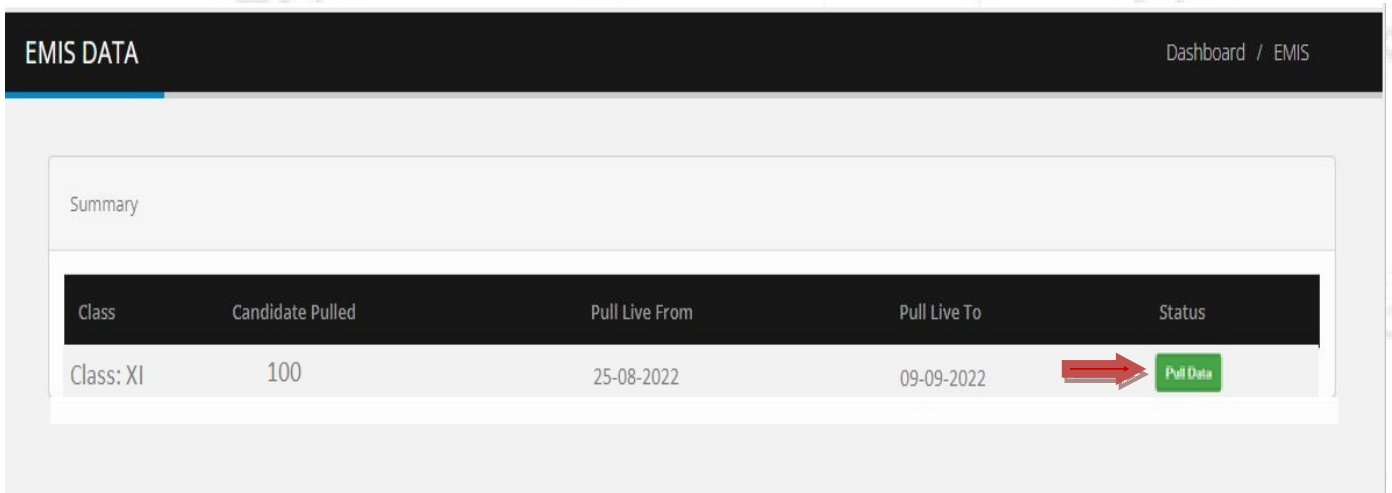 EMIS DATA
Dashboard / EMIS
Summary
Class Candidate Pulled Pull Live From Pull Live To Status
Class: XI 100 25-08-2022 09-09-2022 Pull Data